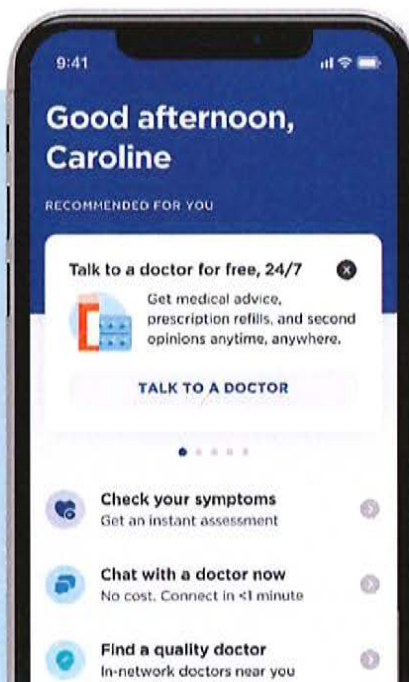 9:41
Good afternoon,
Caroline
RECOMMENDED FOR YOU
Talk to a doctor for free, 24/7
Get medical advice,
prescription refills, and second
opinions anytime, anywhere.
TALK TO A DOCTOR
Check your symptoms
Get an instant assessment
Chat with a doctor now
No cost. Connect in <1 minute
Find a quality doctor
In-network doctors near you